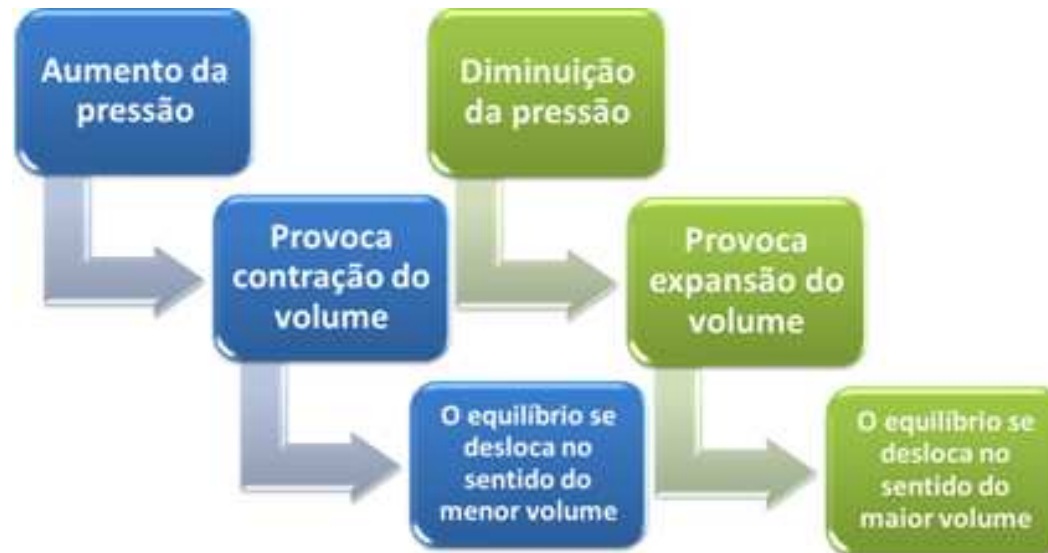 Aumento da
pressão
Provoca
contração do
volume
O equilíbrio se
desloca no
sentido do
menor volume
Diminuição
da pressão
Provoca
expansão do
volume
O equilíbrio se
desloca no
sentido do
maior volume